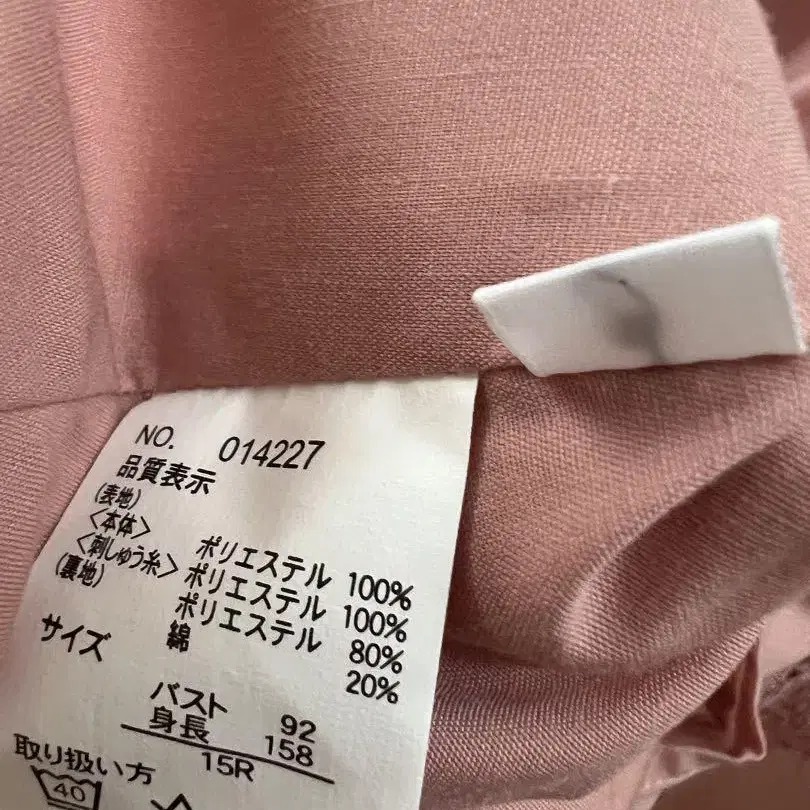 NO. 014227
品質表示
(表地)
<本体> ポリエステル 100%
<刺しゅう糸> ポリエステル 100%
(裏地) ポリエステル 80%
綿 20%
サイズ
バスト 92
身長 158
15R
取り扱い方
40